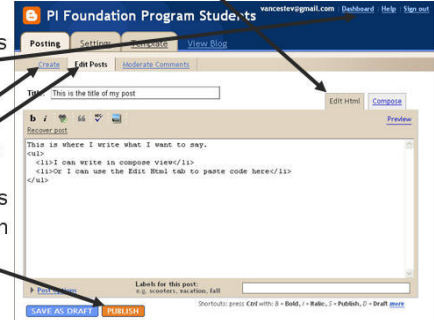 PI Foundation Program Students
vancestev@gmail.com | Dashboard | Help | Sign out
Posting Settings Template View Blog
Create Edit Posts Moderate Comments
Title: This is the title of my post
Edit Html Compose
b i
Preview
Recover post
This is where I write what I want to say.
<ul>
<li>I can write in compose view</li>
<li>Or I can use the Edit Html tab to paste code here</li>
</ul>
Post Options
Labels for this post:
e.g. scooters, vacation, fall
Shortcuts: press Ctrl with: B = Bold, I = Italic, S = Publish, D = Draft more
SAVE AS DRAFT PUBLISH